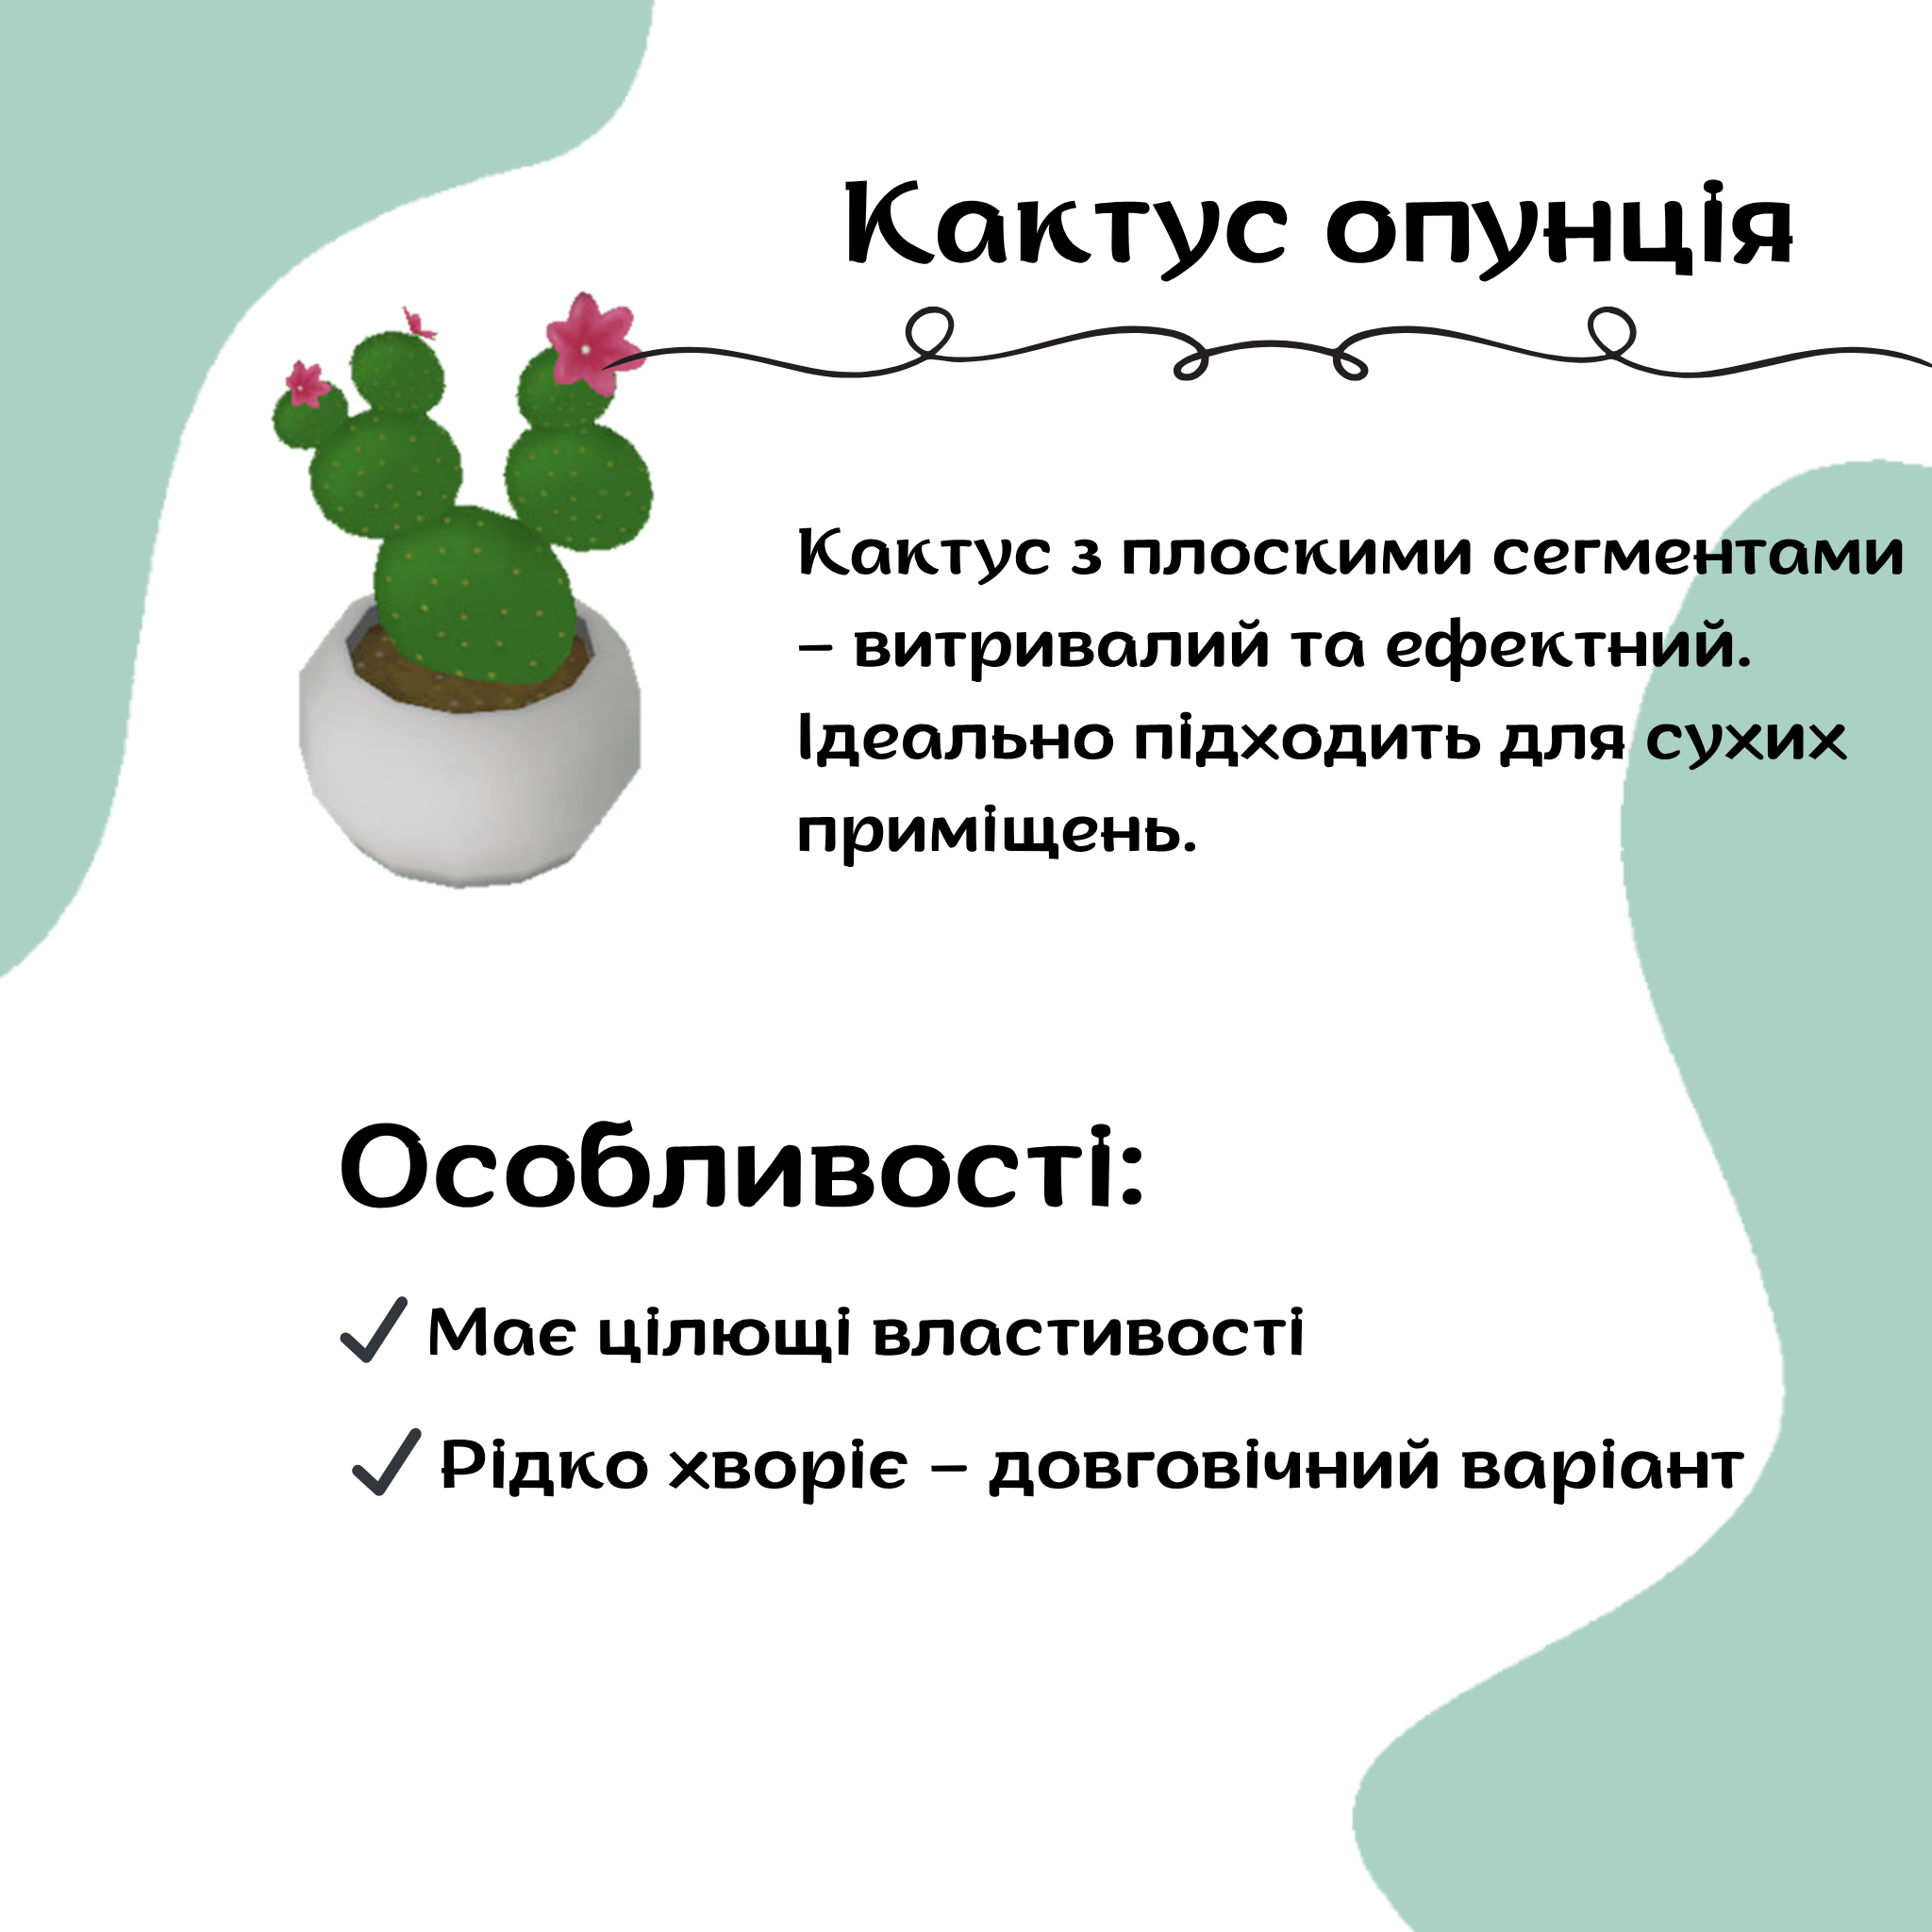 Кактус опунція
Кактус з плоскими сегментами
– витривалий та ефектний.
Ідеально підходить для сухих
приміщень.
Особливості:
Має цілющі властивості
Рідко хворіє – довговічний варіант